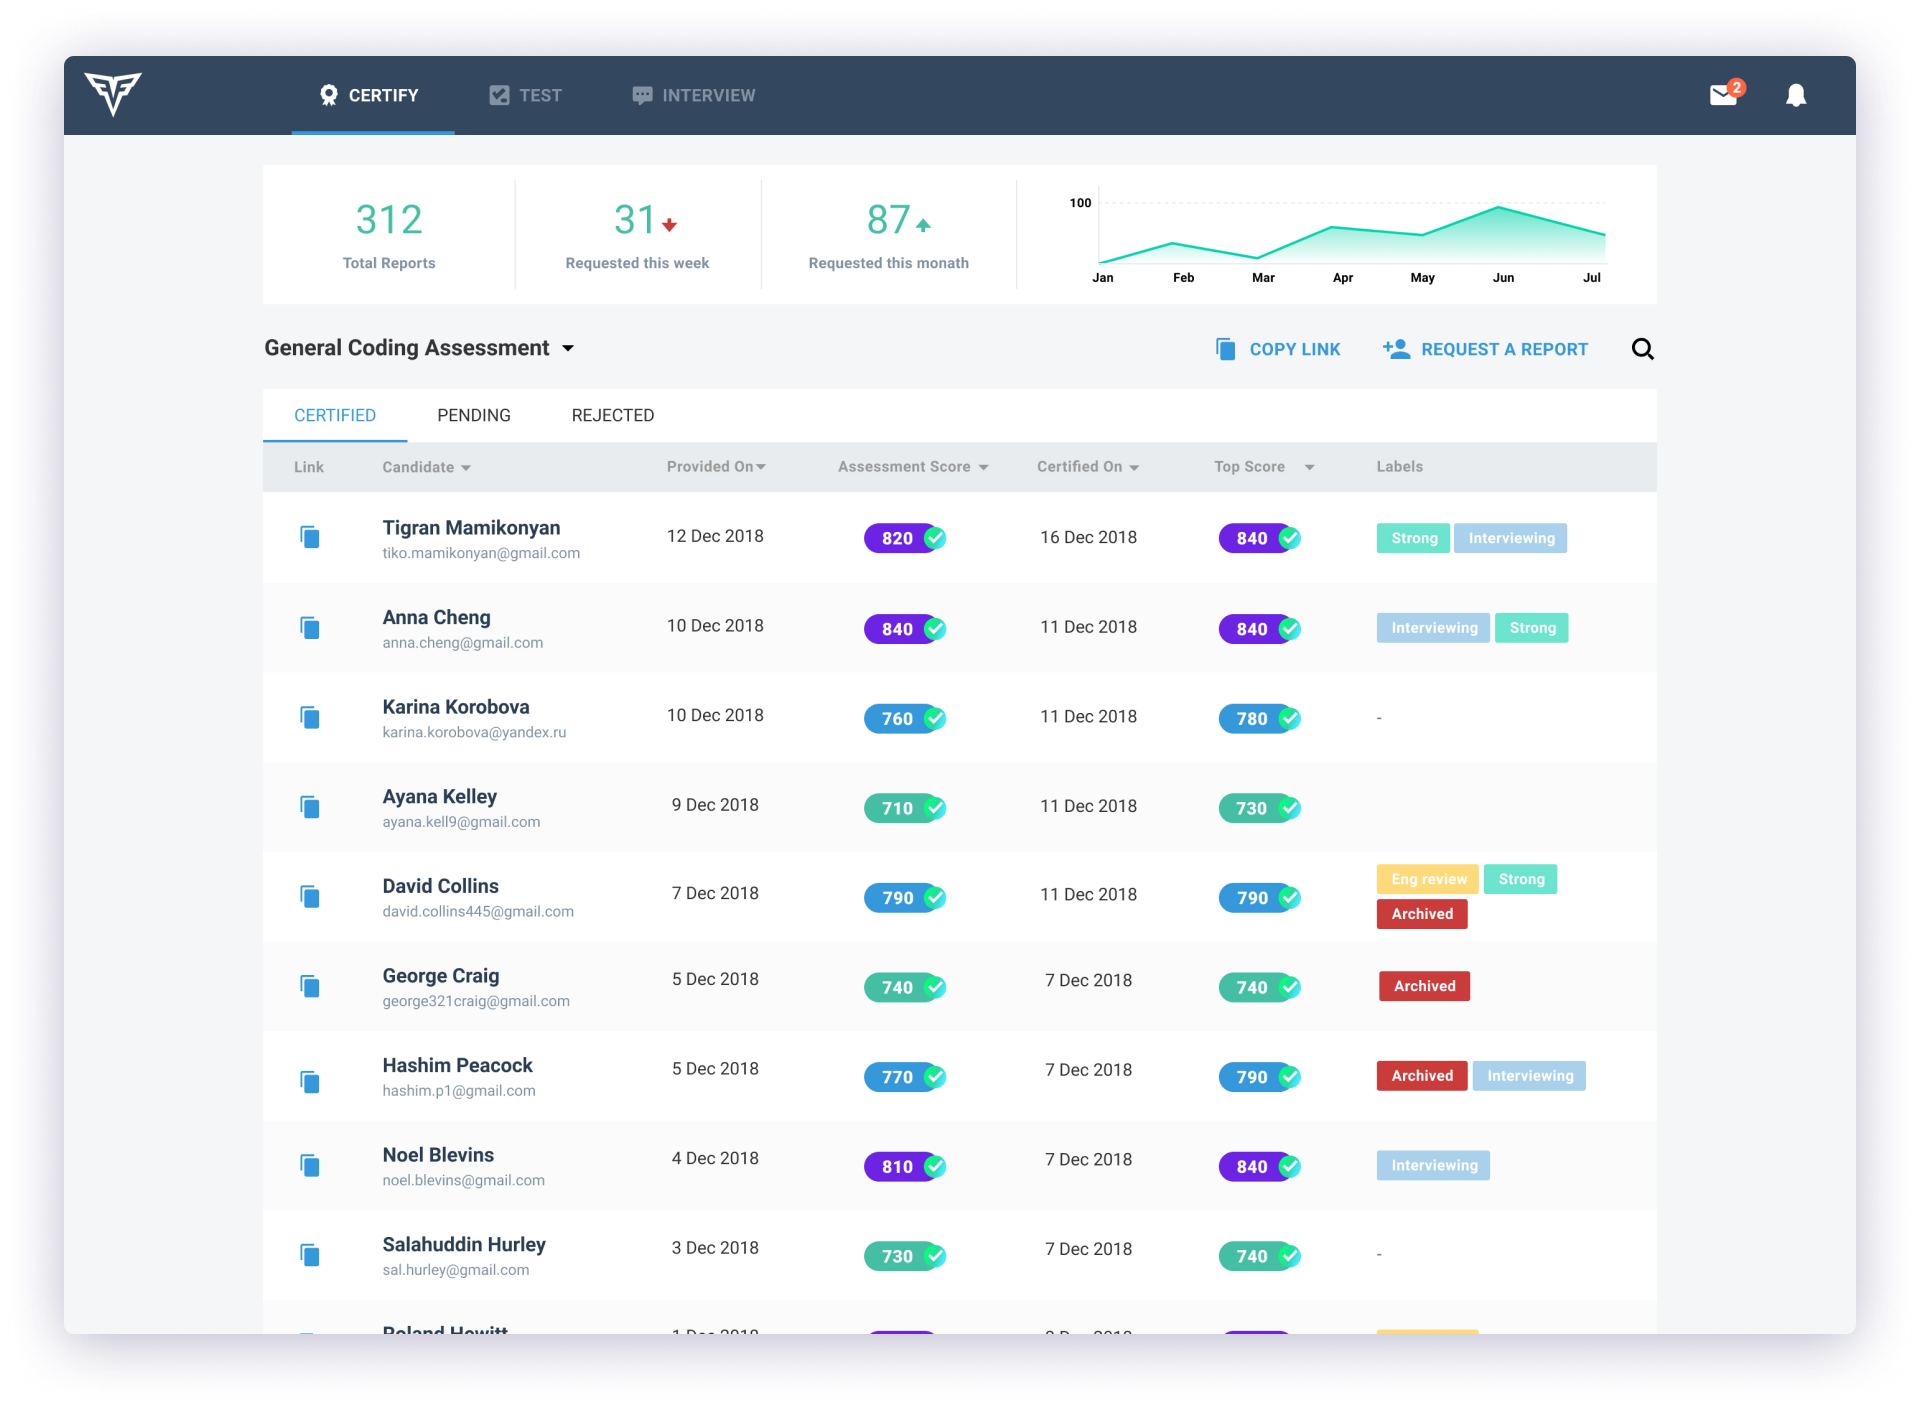 CERTIFY TEST INTERVIEW 2
312 31 87
Total Reports Requested this week Requested this monath
100
Jan Feb Mar Apr May Jun Jul
General Coding Assessment COPY LINK REQUEST A REPORT
CERTIFIED PENDING REJECTED
Link Candidate Provided On Assessment Score Certified On Top Score Labels
Tigran Mamikonyan 12 Dec 2018 820 16 Dec 2018 840 Strong Interviewing
tiko.mamikonyan@gmail.com
Anna Cheng 10 Dec 2018 840 11 Dec 2018 840 Interviewing Strong
anna.cheng@gmail.com
Karina Korobova 10 Dec 2018 760 11 Dec 2018 780 -
karina.korobova@yandex.ru
Ayana Kelley 9 Dec 2018 710 11 Dec 2018 730
ayana.kell9@gmail.com
David Collins 7 Dec 2018 790 11 Dec 2018 790 Eng review Strong
david.collins445@gmail.com Archived
George Craig 5 Dec 2018 740 7 Dec 2018 740 Archived
george321craig@gmail.com
Hashim Peacock 5 Dec 2018 770 7 Dec 2018 790 Archived Interviewing
hashim.p1@gmail.com
Noel Blevins 4 Dec 2018 810 7 Dec 2018 840 Interviewing
noel.blevins@gmail.com
Salahuddin Hurley 3 Dec 2018 730 7 Dec 2018 740 -
sal.hurley@gmail.com
Roland Hewitt 1 Dec 2018